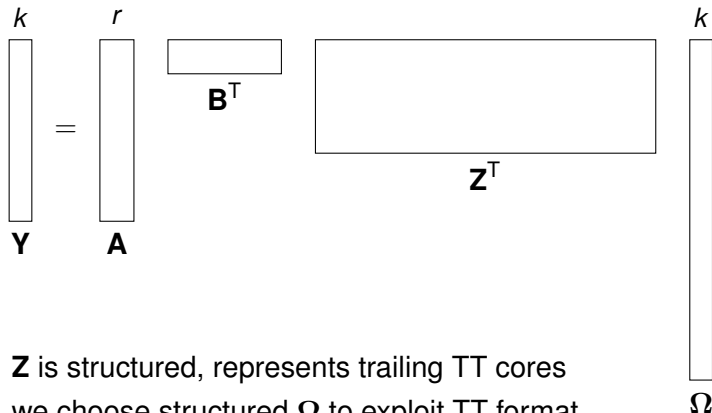 k r k
=
B^T
Z^T
Y A
Z is structured, represents trailing TT cores
Ω
we choose structured Ω to exploit TT format